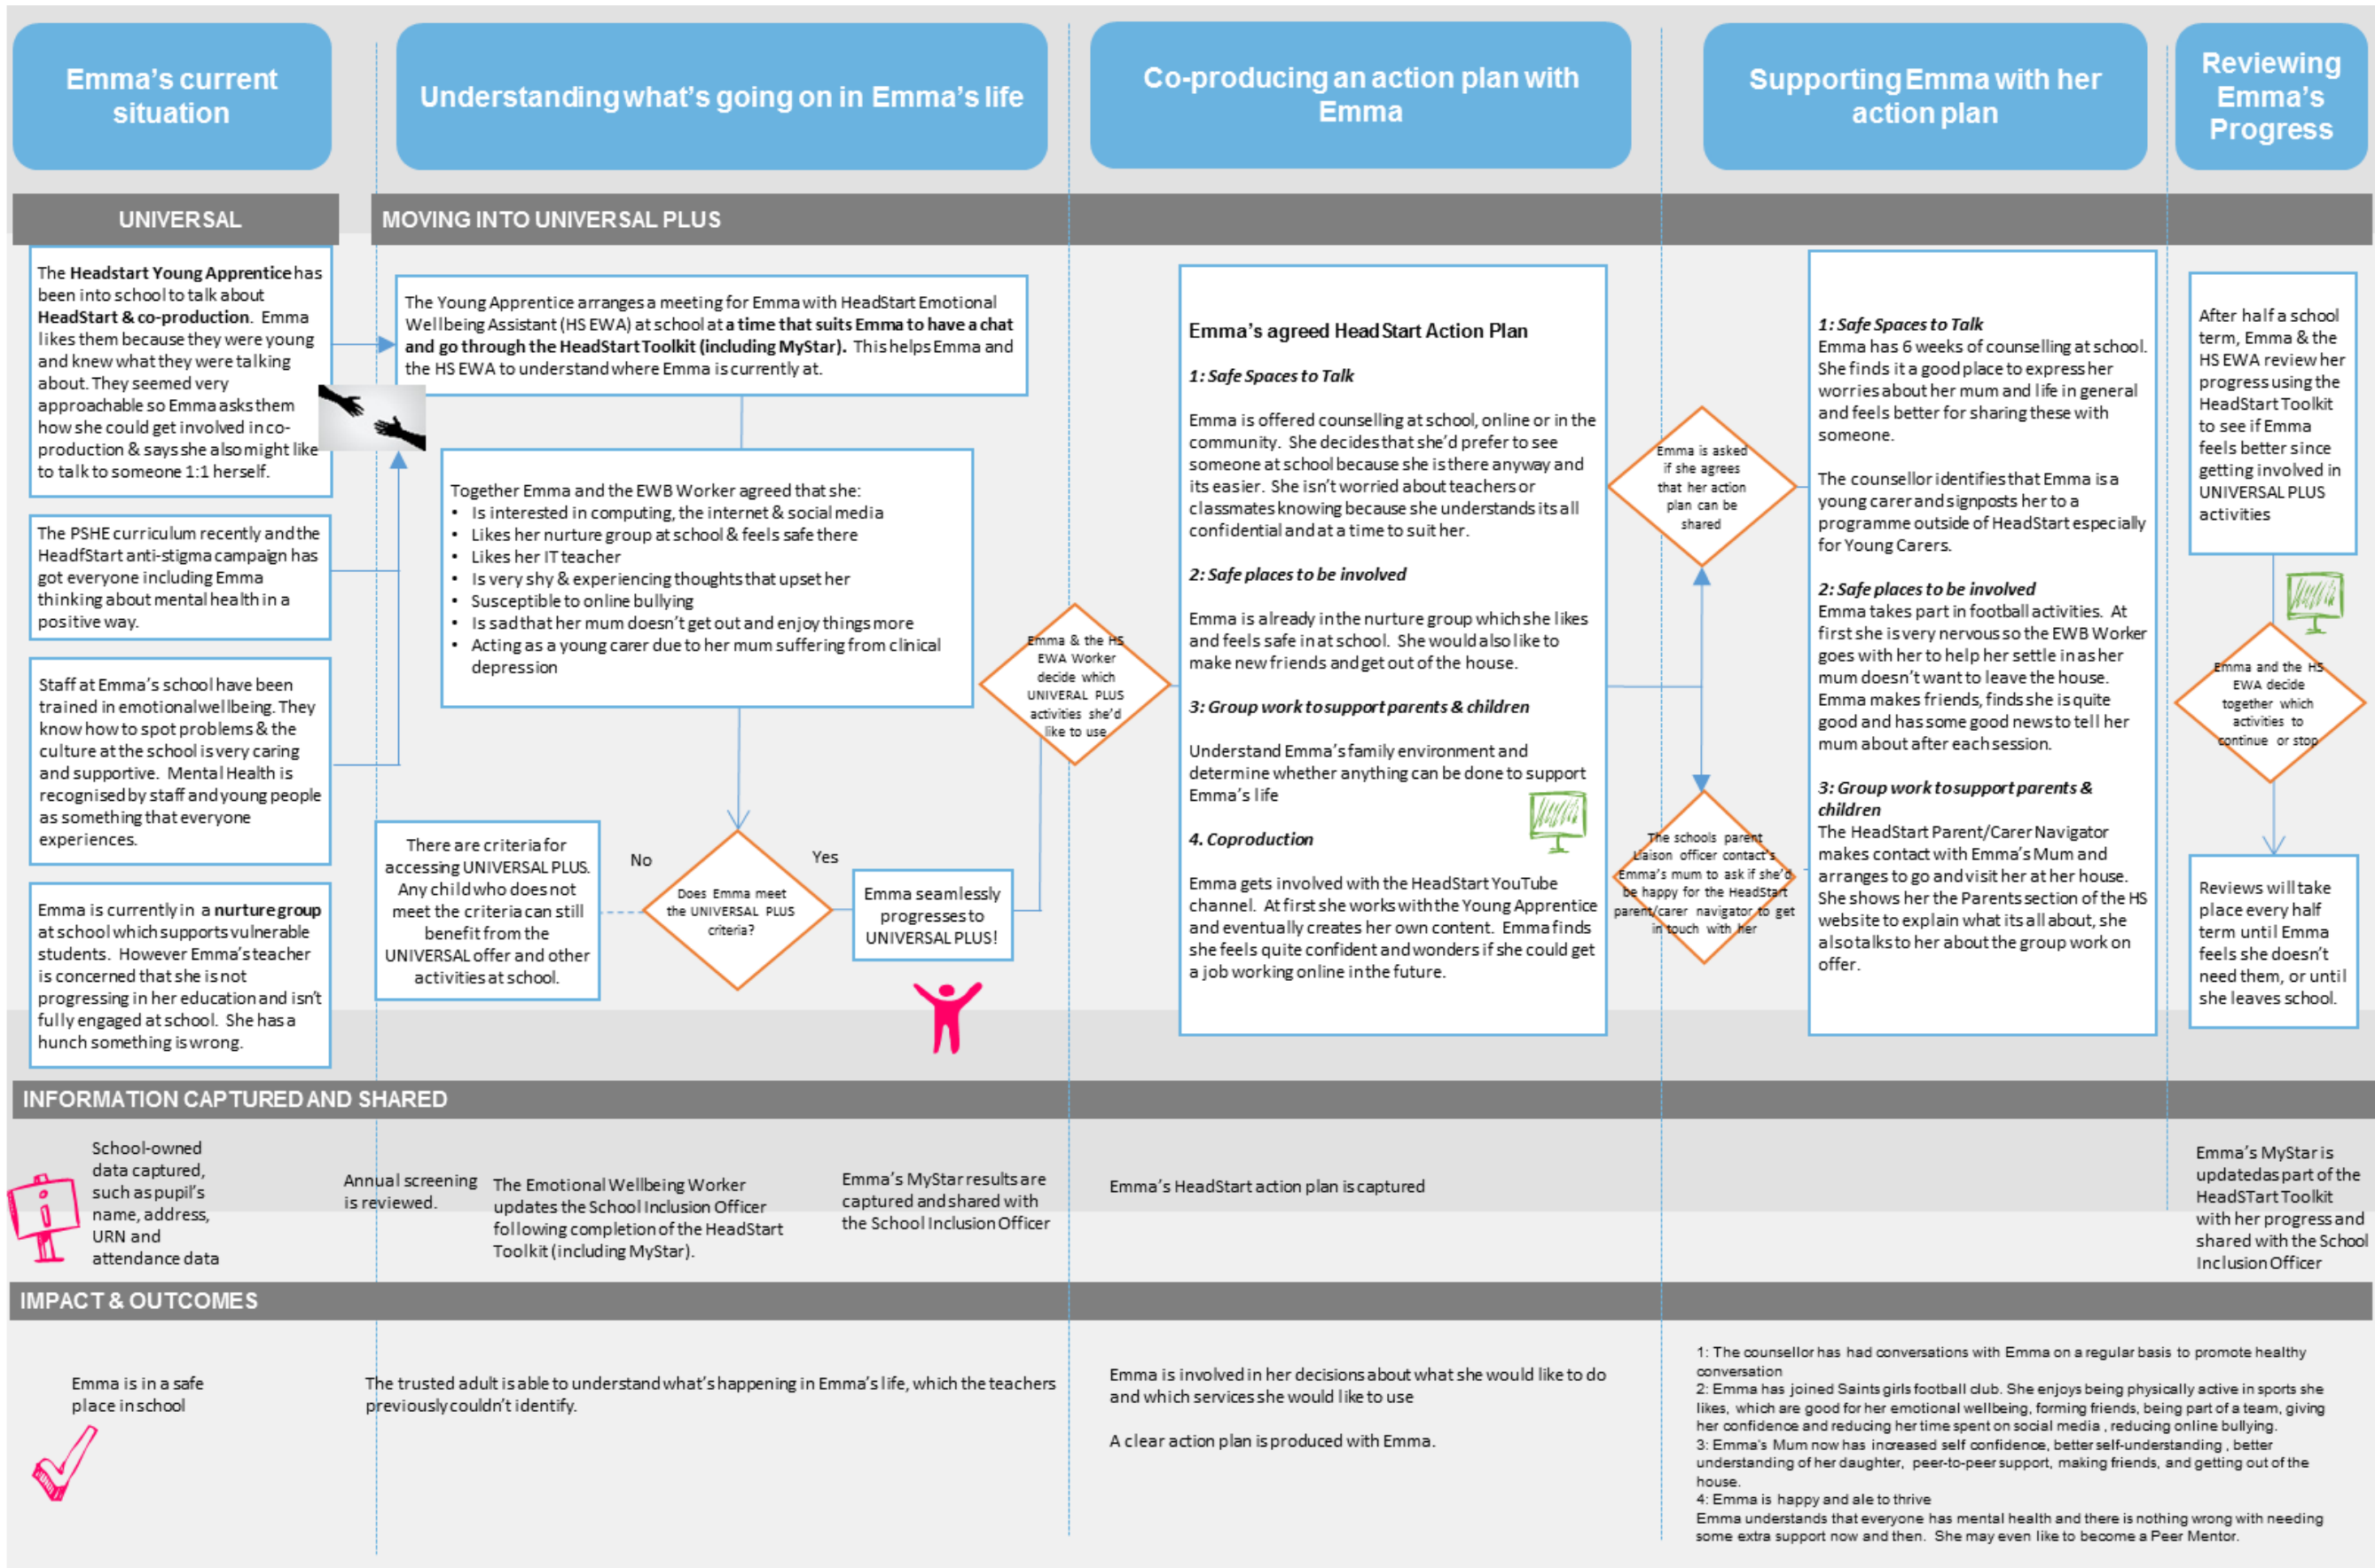 Emma's current
situation
Understanding what's going on in Emma's life
Co-producing an action plan with
Emma
Supporting Emma with her
action plan
Reviewing
Emma's
Progress
UNIVERSAL
MOVING INTO UNIVERSAL PLUS
The Headstart Young Apprentice has
been into school to talk about
HeadStart & co-production. Emma
likes them because they were young
and knew what they were talking
about. They seemed very
approachable so Emma asks them
how she could get involved in co-
production & says she also might like
to talk to someone 1:1 herself.
The PSHE curriculum recently and the
HeadfStart anti-stigma campaign has
got everyone including Emma
thinking about mental health in a
positive way.
Staff at Emma's school have been
trained in emotional wellbeing. They
know how to spot problems & the
culture at the school is very caring
and supportive. Mental Health is
recognised by staff and young people
as something that everyone
experiences.
Emma is currently in a nurture group
at school which supports vulnerable
students. However Emma's teacher
is concerned that she is not
progressing in her education and isn't
fully engaged at school. She has a
hunch something is wrong.
The Young Apprentice arranges a meeting for Emma with HeadStart Emotional
Wellbeing Assistant (HS EWA) at school at a time that suits Emma to have a chat
and go through the HeadStart Toolkit (including MyStar). This helps Emma and
the HS EWA to understand where Emma is currently at.
Together Emma and the EWB Worker agreed that she:
• Is interested in computing, the internet & social media
• Likes her nurture group at school & feels safe there
• Likes her IT teacher
• Is very shy & experiencing thoughts that upset her
• Susceptible to online bullying
• Is sad that her mum doesn't get out and enjoy things more
• Acting as a young carer due to her mum suffering from clinical
depression
There are criteria for
accessing UNIVERSAL PLUS.
Any child who does not
meet the criteria can still
benefit from the
UNIVERSAL offer and other
activities at school.
No
Does Emma meet
the UNIVERSAL PLUS
criteria?
Yes
Emma seamlessly
progresses to
UNIVERSAL PLUS!
Emma & the HS
EWA Worker
decide which
UNIVERAL PLUS
activities she'd
like to use
Emma's agreed HeadStart Action Plan
1: Safe Spaces to Talk
Emma is offered counselling at school, online or in the
community. She decides that she'd prefer to see
someone at school because she is there anyway and
its easier. She isn't worried about teachers or
classmates knowing because she understands its all
confidential and at a time to suit her.
2: Safe places to be involved
Emma is already in the nurture group which she likes
and feels safe in at school. She would also like to
make new friends and get out of the house.
3: Group work to support parents & children
Understand Emma's family environment and
determine whether anything can be done to support
Emma's life
4. Coproduction
Emma gets involved with the HeadStart YouTube
channel. At first she works with the Young Apprentice
and eventually creates her own content. Emma finds
she feels quite confident and wonders if she could get
a job working online in the future.
Emma is asked
if she agrees
that her action
plan can be
shared
The schools parent
Liaison officer contact's
Emma's mum to ask if she'd
be happy for the HeadStart
parent/carer navigator to get
in touch with her
1: Safe Spaces to Talk
Emma has 6 weeks of counselling at school.
She finds it a good place to express her
worries about her mum and life in general
and feels better for sharing these with
someone.
The counsellor identifies that Emma is a
young carer and signposts her to a
programme outside of HeadStart especially
for Young Carers.
2: Safe places to be involved
Emma takes part in football activities. At
first she is very nervous so the EWB Worker
goes with her to help her settle in as her
mum doesn't want to leave the house.
Emma makes friends, finds she is quite
good and has some good news to tell her
mum about after each session.
3: Group work to support parents &
children
The HeadStart Parent/Carer Navigator
makes contact with Emma's Mum and
arranges to go and visit her at her house.
She shows her the Parents section of the HS
website to explain what its all about, she
also talks to her about the group work on
offer.
After half a school
term, Emma & the
HS EWA review her
progress using the
HeadStart Toolkit
to see if Emma
feels better since
getting involved in
UNIVERSAL PLUS
activities
Emma and the HS
EWA decide
together which
activities to
continue or stop
Reviews will take
place every half
term until Emma
feels she doesn't
need them, or until
she leaves school.
INFORMATION CAPTURED AND SHARED
School-owned
data captured,
such as pupil's
name, address,
URN and
attendance data
Annual screening
is reviewed.
The Emotional Wellbeing Worker
updates the School Inclusion Officer
following completion of the HeadStart
Toolkit (including MyStar).
Emma's MyStar results are
captured and shared with
the School Inclusion Officer
Emma's HeadStart action plan is captured
Emma's MyStar is
updated as part of the
HeadSTart Toolkit
with her progress and
shared with the School
Inclusion Officer
IMPACT & OUTCOMES
Emma is in a safe
place in school
The trusted adult is able to understand what's happening in Emma's life, which the teachers
previously couldn't identify.
Emma is involved in her decisions about what she would like to do
and which services she would like to use
A clear action plan is produced with Emma.
1: The counsellor has had conversations with Emma on a regular basis to promote healthy
conversation
2: Emma has joined Saints girls football club. She enjoys being physically active in sports she
likes, which are good for her emotional wellbeing, forming friends, being part of a team, giving
her confidence and reducing her time spent on social media , reducing online bullying.
3: Emma's Mum now has increased self confidence, better self-understanding , better
understanding of her daughter, peer-to-peer support, making friends, and getting out of the
house.
4: Emma is happy and ale to thrive
Emma understands that everyone has mental health and there is nothing wrong with needing
some extra support now and then. She may even like to become a Peer Mentor.